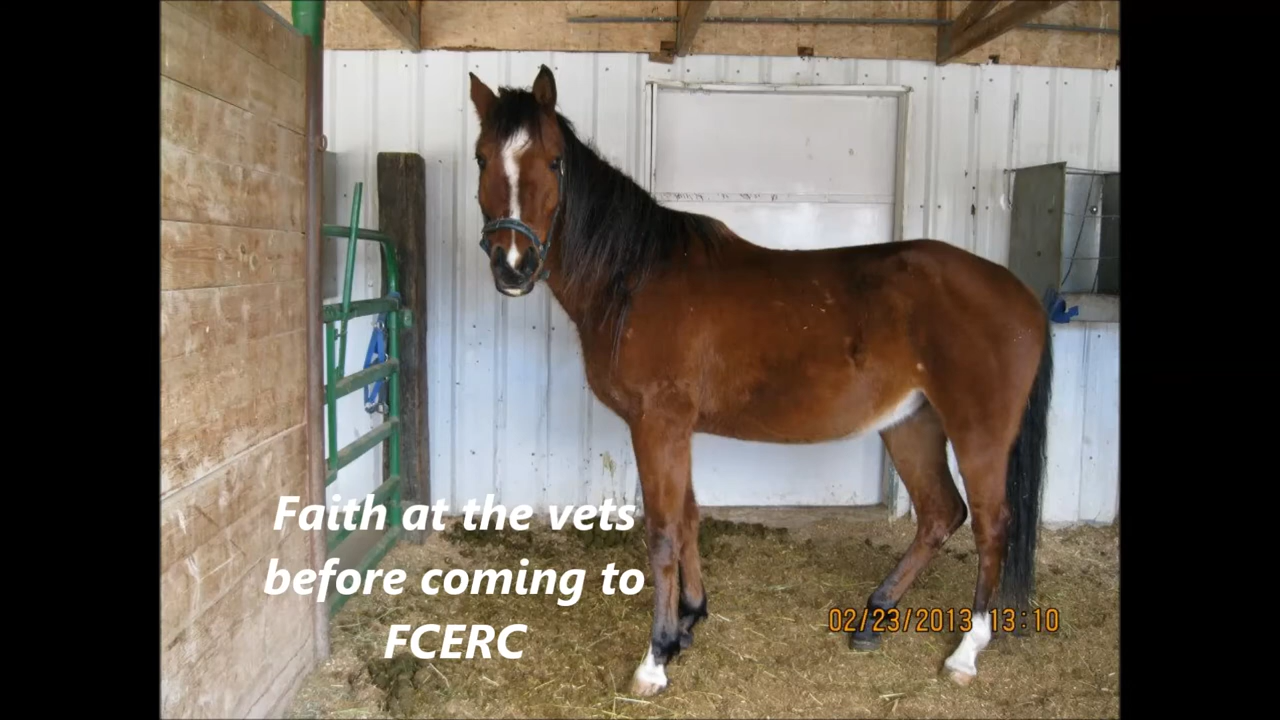 Faith at the vets
before coming to
FCERC
02/23/2013 13:10